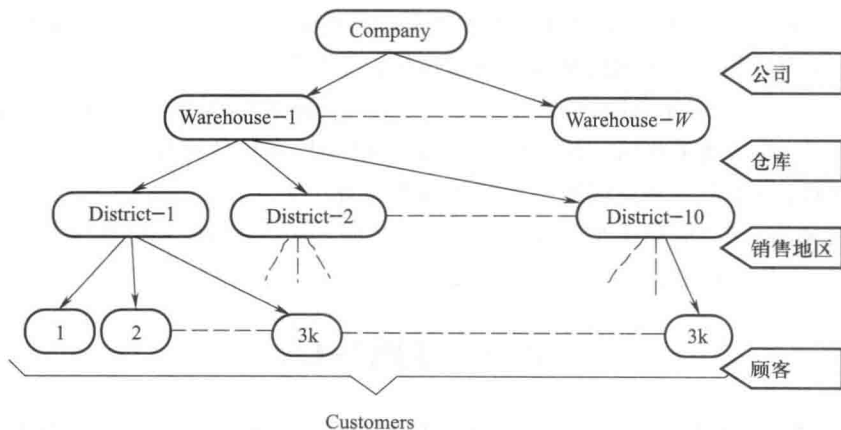 Company
公司
Warehouse-1
Warehouse-W
仓库
District-1
District-2
District-10
销售地区
1
2
3k
3k
顾客
Customers